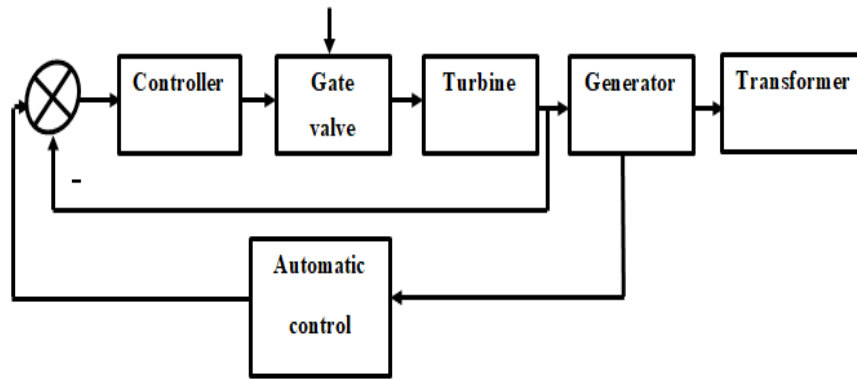 Controller
Gate
valve
Turbine
Generator
Transformer
-
Automatic
control